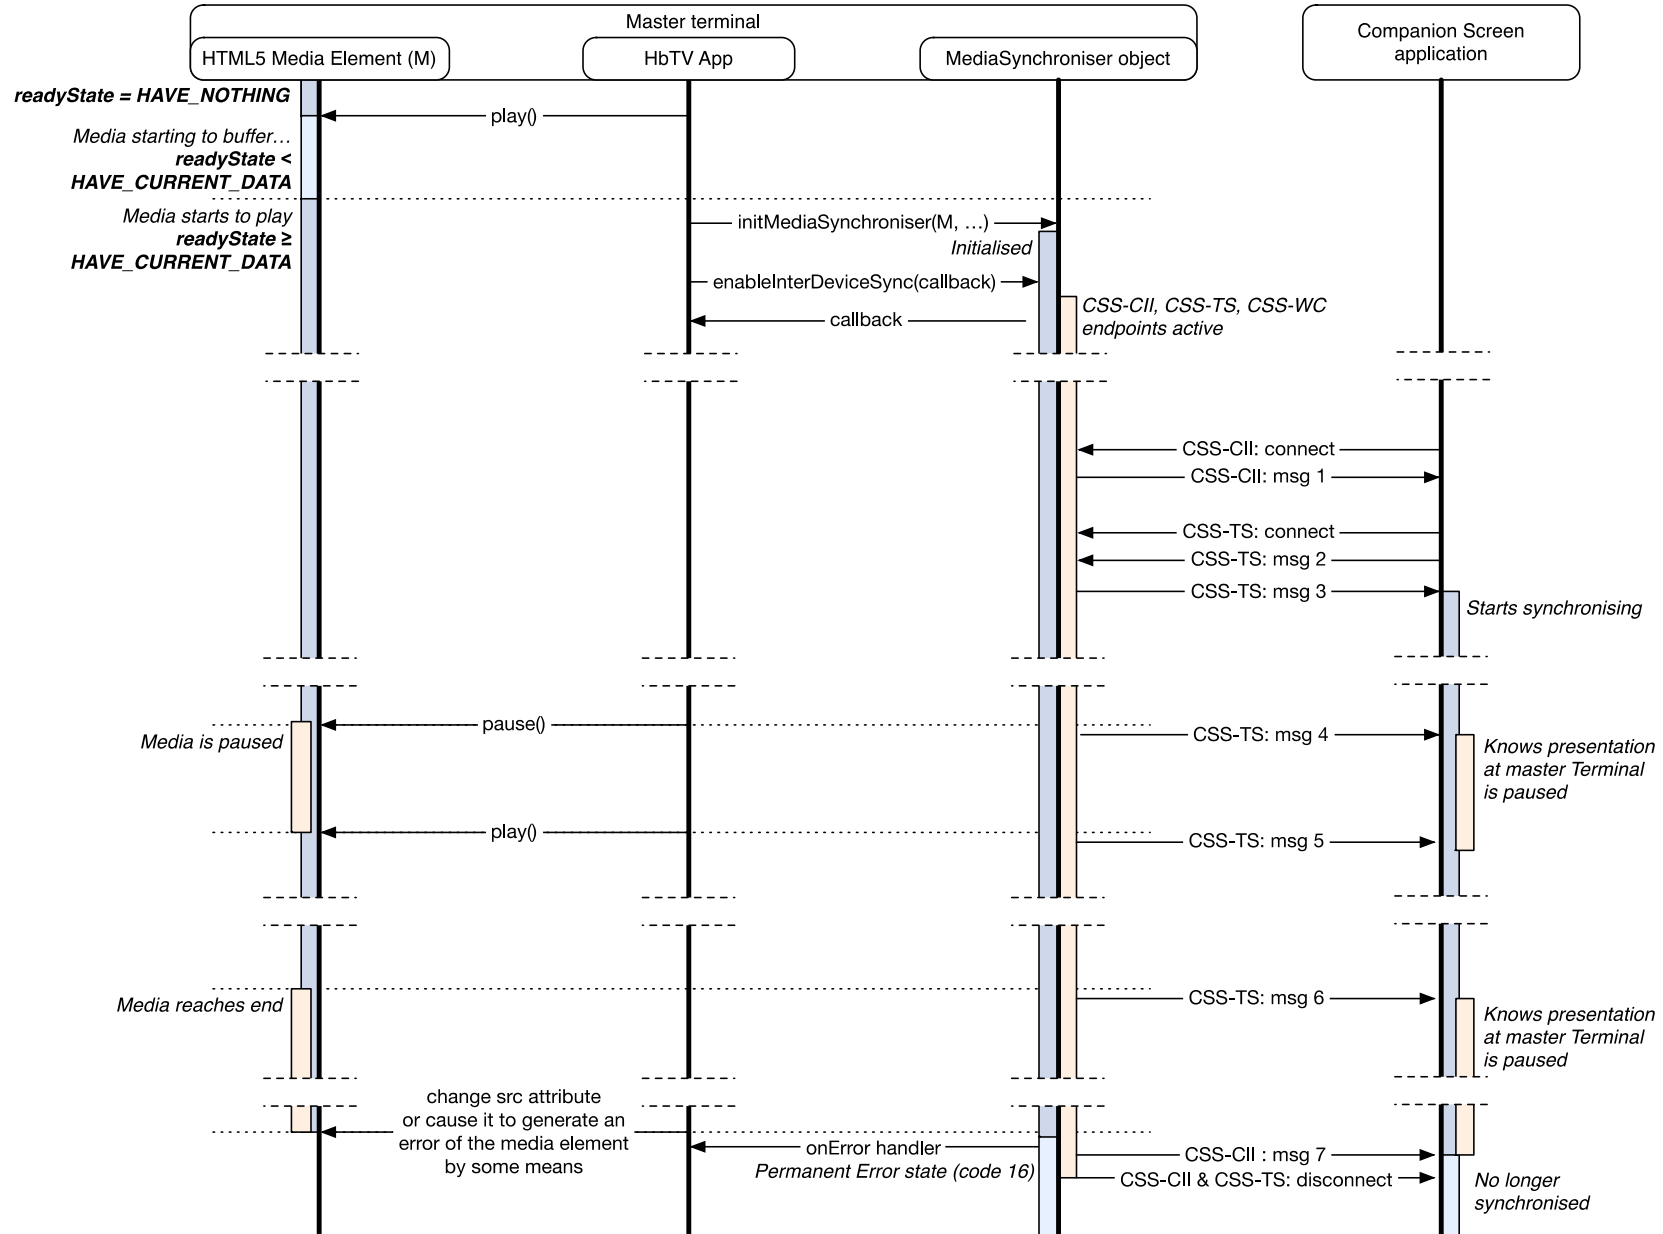 Master terminal
HTML5 Media Element (M)
HbTV App
MediaSynchroniser object
Companion Screen
application
readyState = HAVE_NOTHING
play()
Media starting to buffer…
readyState <
HAVE_CURRENT_DATA
Media starts to play
readyState ≥
HAVE_CURRENT_DATA
initMediaSynchroniser(M, …)
Initialised
enableInterDeviceSync(callback)
callback
CSS-CII, CSS-TS, CSS-WC
endpoints active
CSS-CII: connect
CSS-CII: msg 1
CSS-TS: connect
CSS-TS: msg 2
CSS-TS: msg 3
Starts synchronising
pause()
Media is paused
CSS-TS: msg 4
Knows presentation
at master Terminal
is paused
play()
CSS-TS: msg 5
Media reaches end
CSS-TS: msg 6
Knows presentation
at master Terminal
is paused
change src attribute
or cause it to generate an
error of the media element
by some means
onError handler
Permanent Error state (code 16)
CSS-CII : msg 7
CSS-CII & CSS-TS: disconnect
No longer
synchronised